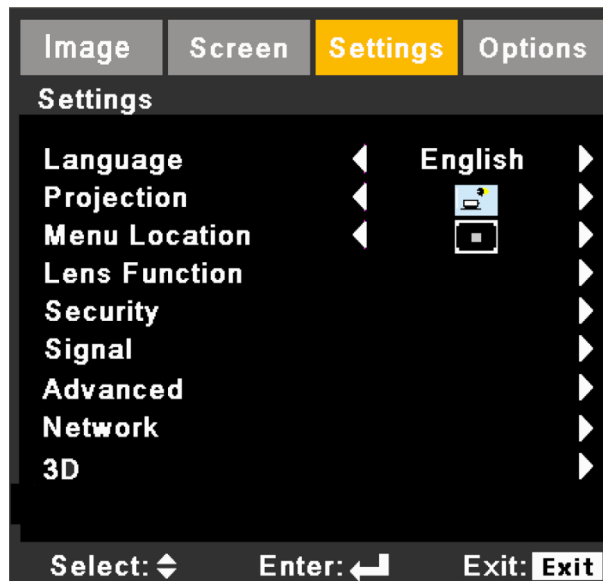 Image Screen Settings Options
Settings
Language English
Projection
Menu Location
Lens Function
Security
Signal
Advanced
Network
3D
Select: Enter: Exit: Exit